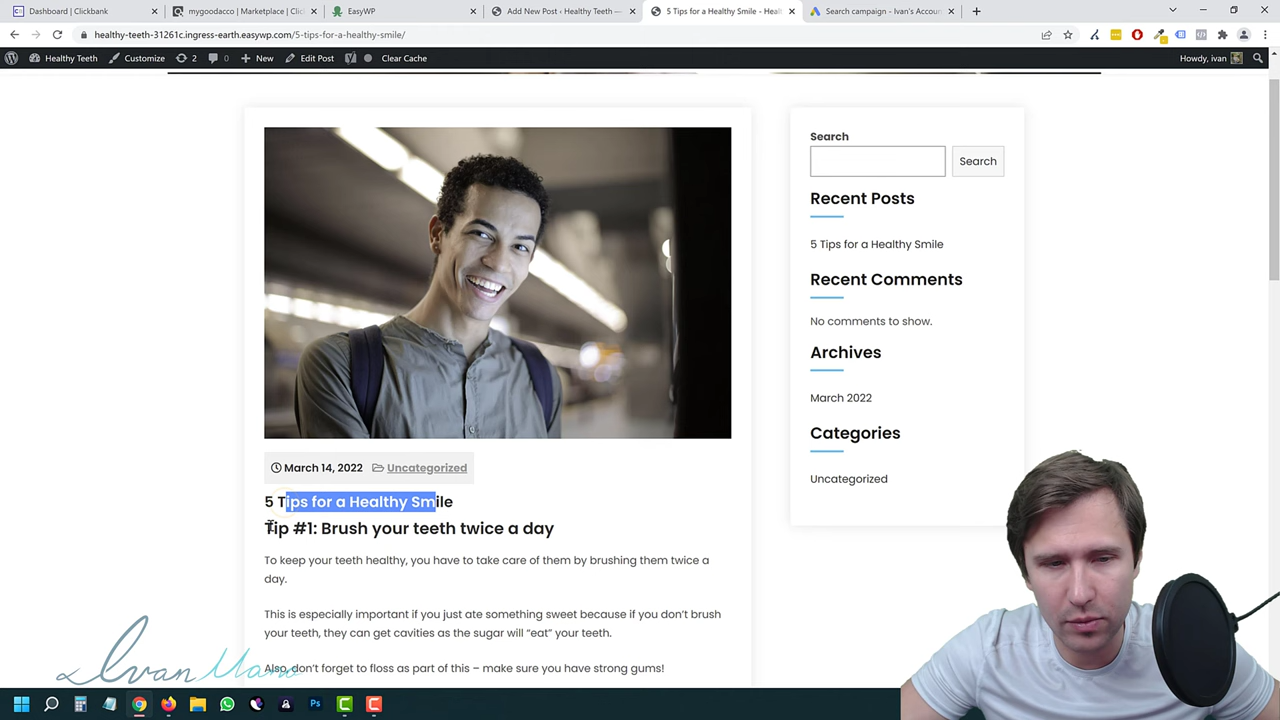 Dashboard | Clickbank
mygoodacco | Marketplace | Clic
EasyWP
Add New Post ‹ Healthy Teeth —
5 Tips for a Healthy Smile - Heal
Search campaign - Ivan's Accour
healthy-teeth-31261c.ingress-earth.easywp.com/5-tips-for-a-healthy-smile/
Healthy Teeth
Customize
2
0
New
Edit Post
Clear Cache
Howdy, ivan
Search
Search
Recent Posts
5 Tips for a Healthy Smile
Recent Comments
No comments to show.
Archives
March 2022
Categories
Uncategorized
March 14, 2022
Uncategorized
5 Tips for a Healthy Smile
Tip #1: Brush your teeth twice a day
To keep your teeth healthy, you have to take care of them by brushing them twice a
day.
This is especially important if you just ate something sweet because if you don't brush
your teeth, they can get cavities as the sugar will “eat” your teeth.
Also, don't forget to floss as part of this – make sure you have strong gums!
Ivan Mana